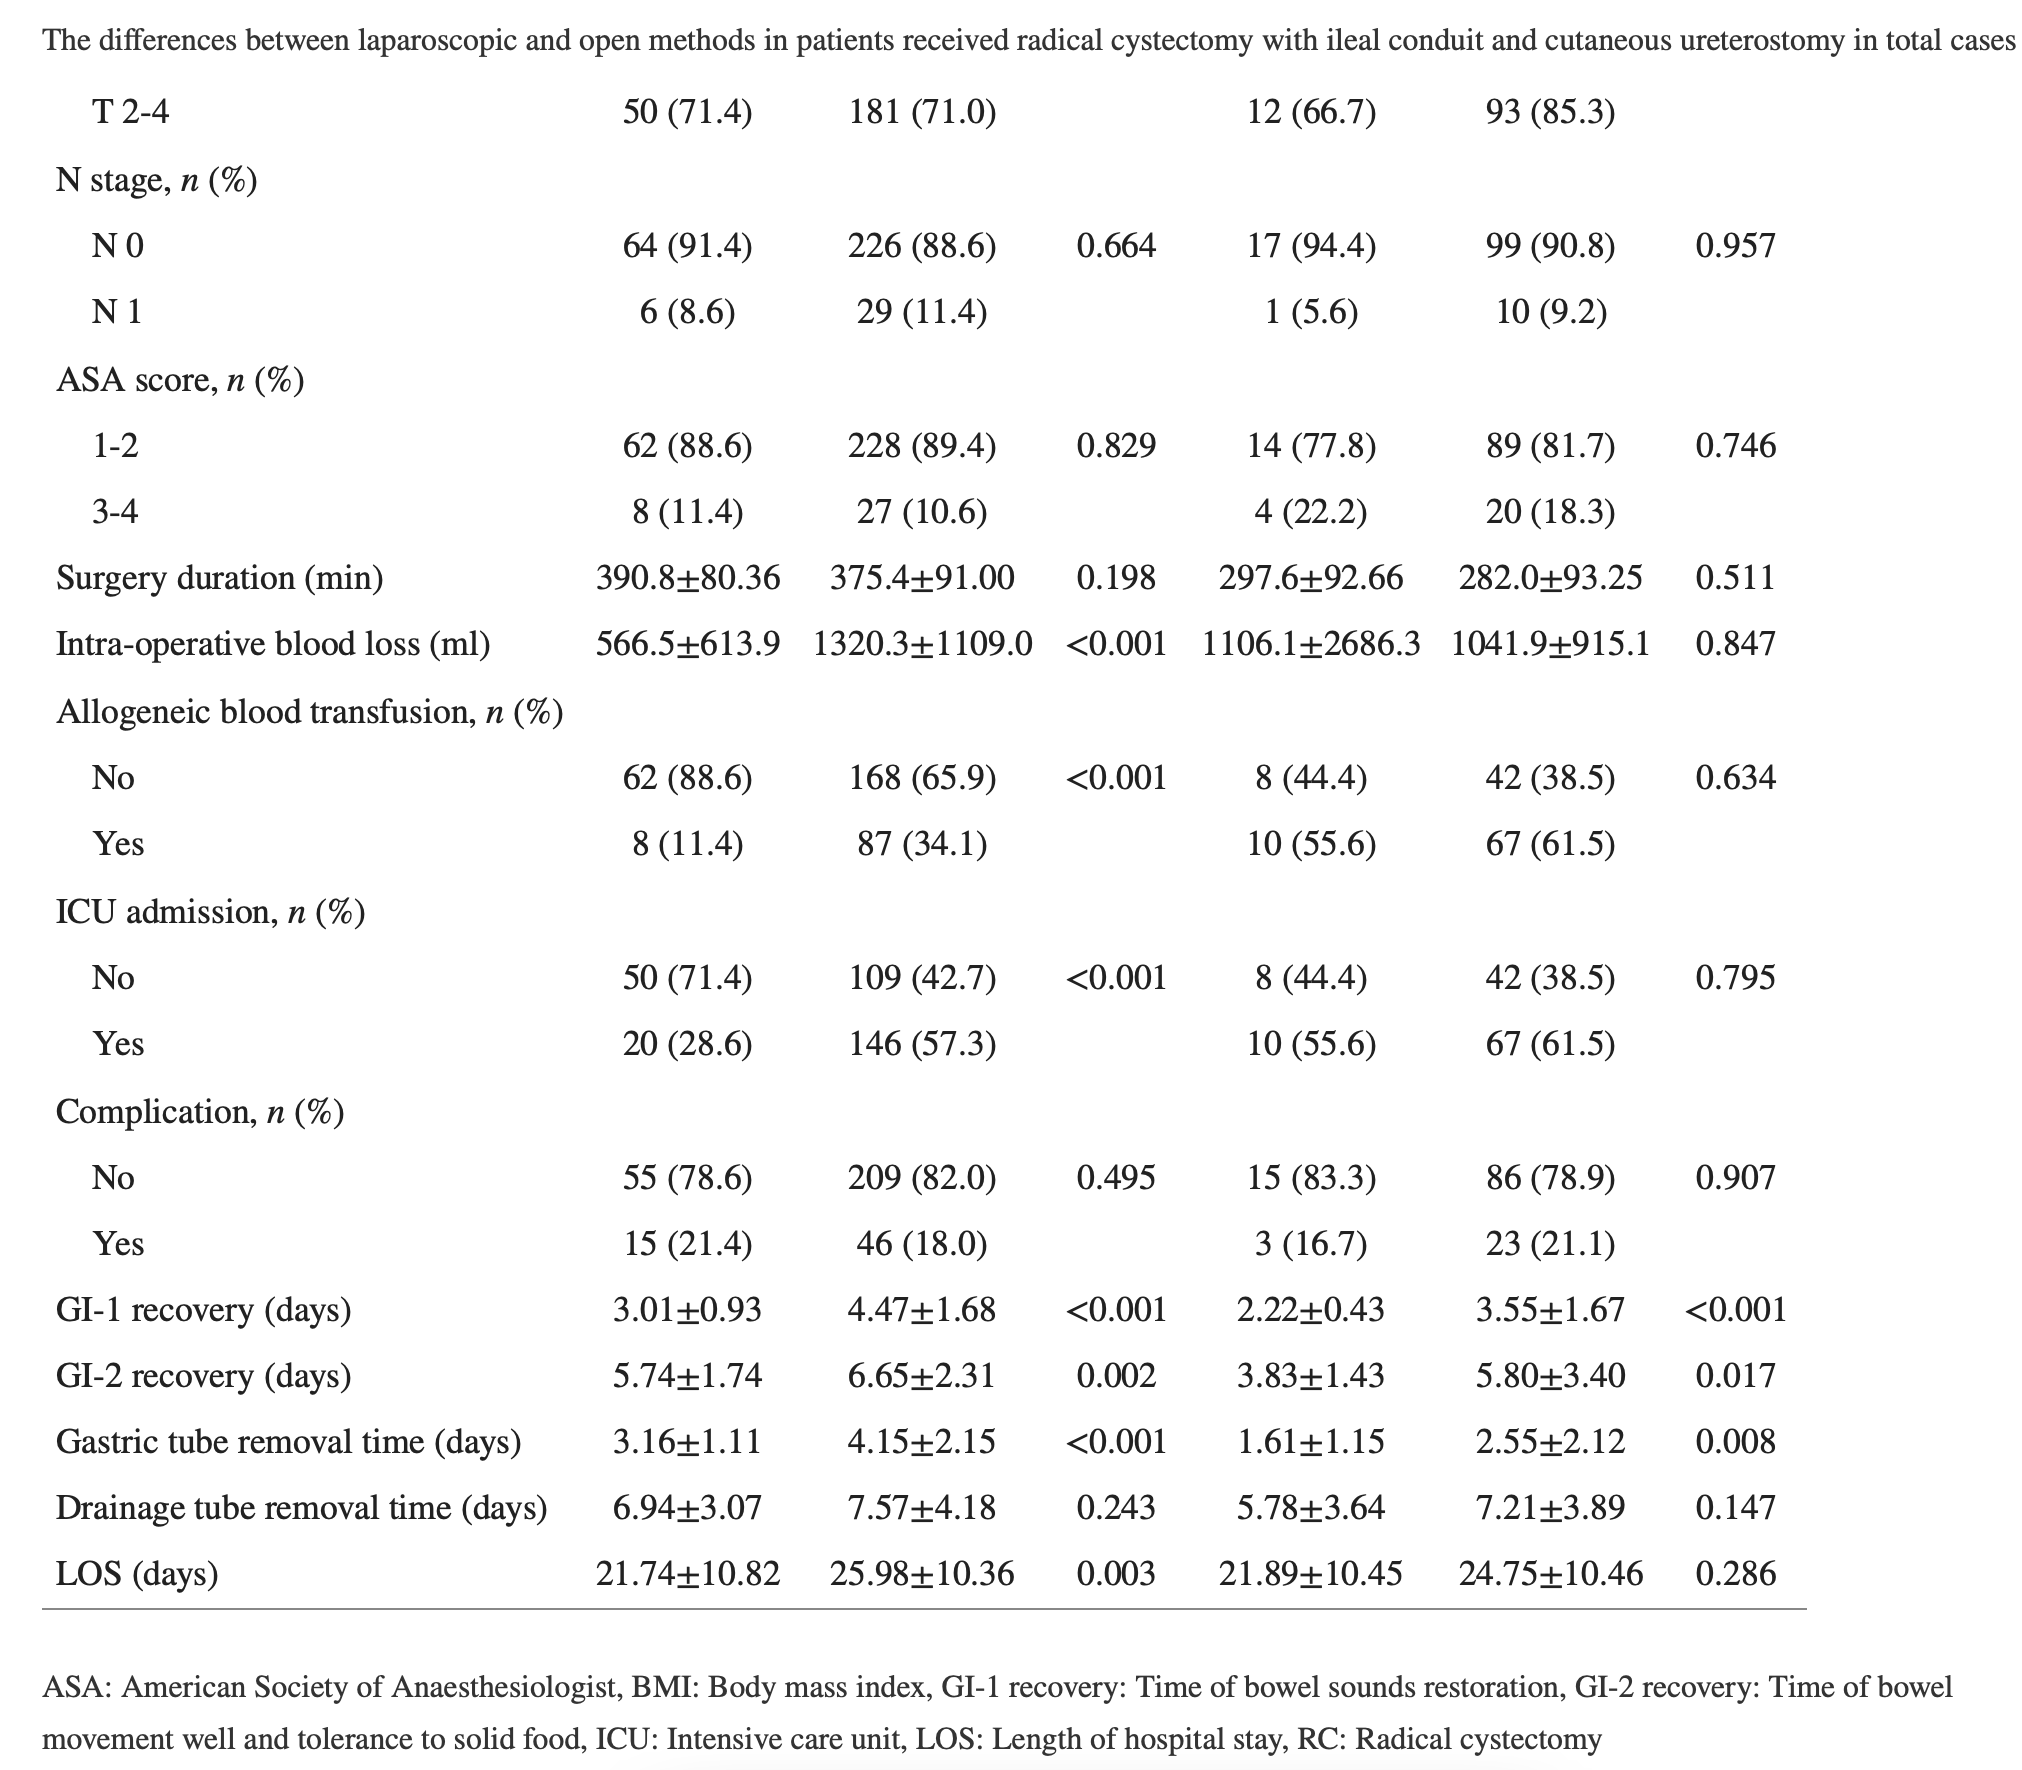 The differences between laparoscopic and open methods in patients received radical cystectomy with ileal conduit and cutaneous ureterostomy in total cases
T 2-4 50 (71.4) 181 (71.0) 12 (66.7) 93 (85.3)
N stage, n (%)
N 0 64 (91.4) 226 (88.6) 0.664 17 (94.4) 99 (90.8) 0.957
N 1 6 (8.6) 29 (11.4) 1 (5.6) 10 (9.2)
ASA score, n (%)
1-2 62 (88.6) 228 (89.4) 0.829 14 (77.8) 89 (81.7) 0.746
3-4 8 (11.4) 27 (10.6) 4 (22.2) 20 (18.3)
Surgery duration (min) 390.8±80.36 375.4±91.00 0.198 297.6±92.66 282.0±93.25 0.511
Intra-operative blood loss (ml) 566.5±613.9 1320.3±1109.0 <0.001 1106.1±2686.3 1041.9±915.1 0.847
Allogeneic blood transfusion, n (%)
No 62 (88.6) 168 (65.9) <0.001 8 (44.4) 42 (38.5) 0.634
Yes 8 (11.4) 87 (34.1) 10 (55.6) 67 (61.5)
ICU admission, n (%)
No 50 (71.4) 109 (42.7) <0.001 8 (44.4) 42 (38.5) 0.795
Yes 20 (28.6) 146 (57.3) 10 (55.6) 67 (61.5)
Complication, n (%)
No 55 (78.6) 209 (82.0) 0.495 15 (83.3) 86 (78.9) 0.907
Yes 15 (21.4) 46 (18.0) 3 (16.7) 23 (21.1)
GI-1 recovery (days) 3.01±0.93 4.47±1.68 <0.001 2.22±0.43 3.55±1.67 <0.001
GI-2 recovery (days) 5.74±1.74 6.65±2.31 0.002 3.83±1.43 5.80±3.40 0.017
Gastric tube removal time (days) 3.16±1.11 4.15±2.15 <0.001 1.61±1.15 2.55±2.12 0.008
Drainage tube removal time (days) 6.94±3.07 7.57±4.18 0.243 5.78±3.64 7.21±3.89 0.147
LOS (days) 21.74±10.82 25.98±10.36 0.003 21.89±10.45 24.75±10.46 0.286
ASA: American Society of Anaesthesiologist, BMI: Body mass index, GI-1 recovery: Time of bowel sounds restoration, GI-2 recovery: Time of bowel
movement well and tolerance to solid food, ICU: Intensive care unit, LOS: Length of hospital stay, RC: Radical cystectomy